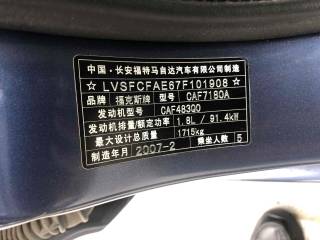 中国·长安福特马自达汽车有限公司制造
☆ LVSFCFAE67F101908 ☆
品牌 福克斯牌 型号 CAF7180A
发动机型号 CAF483Q0
发动机排量/额定功率 1.8L / 91.4kW
最大设计总质量 1715kg
制造年月 2007-2 乘坐人数 5